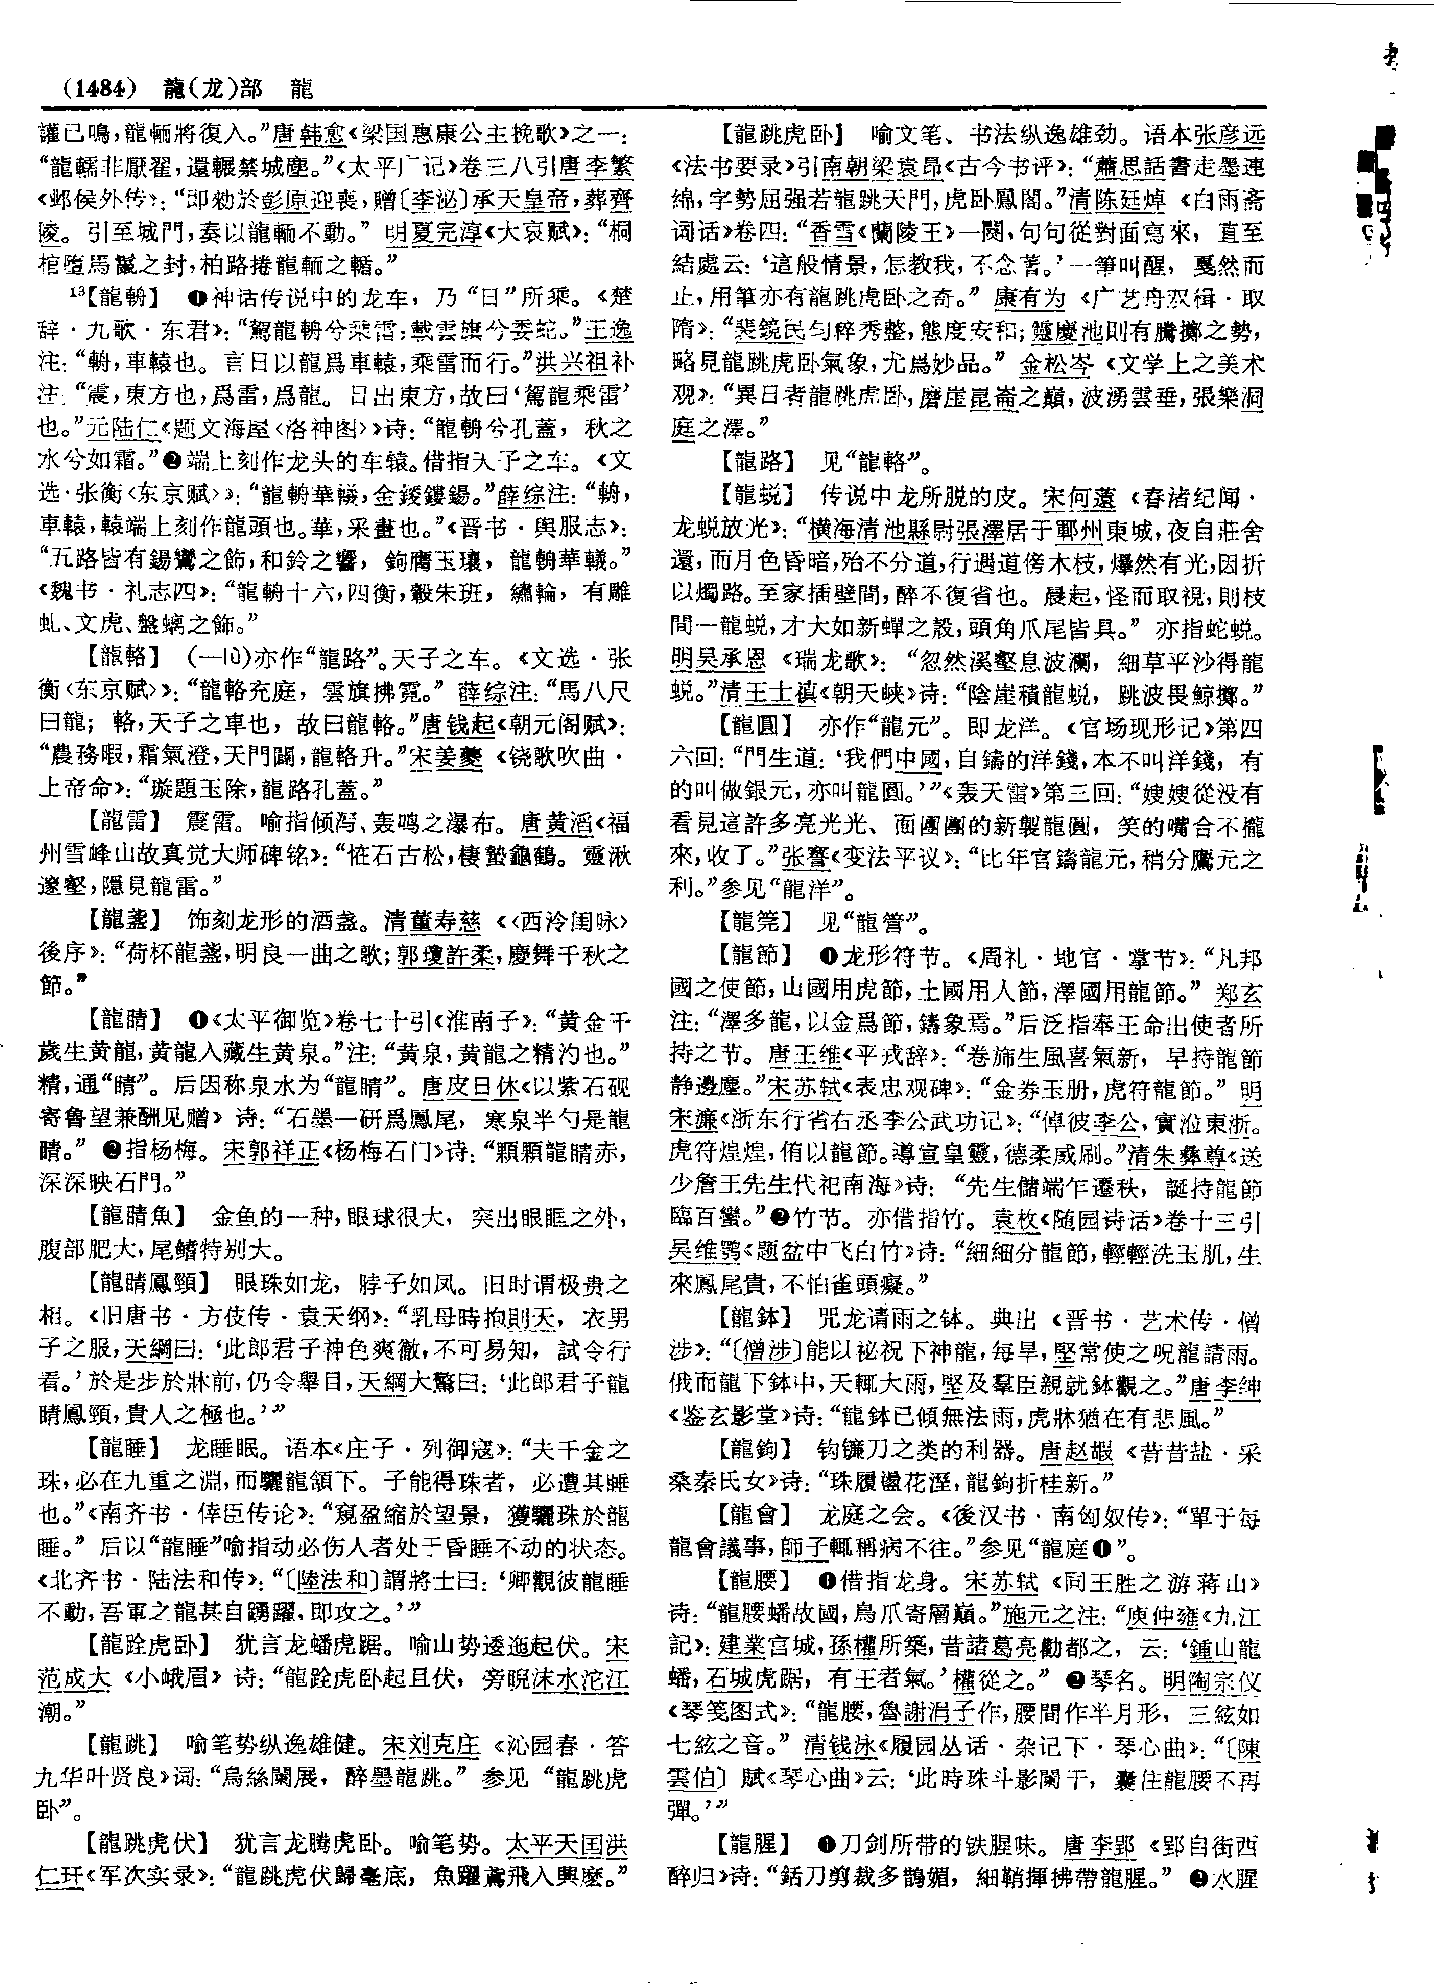 (1484) 龍(龙)部 龍
讙已鳴,龍輀將復入。”唐韩愈《梁国惠康公主挽歌》之一:
“龍轜非厭翟,還輾禁城塵。”《太平广记》卷三八引唐李繁
《邺侯外传》:“即勑於彭原迎喪,贈〔李泌〕承天皇帝,葬齊
陵。引至城門,奏以龍輀不動。”明夏完淳《大哀賦》:“桐
棺墮馬鬛之封,柏路捲龍輀之輴。”
13【龍輈】 ❶神话传说中的龙车,乃“日”所乘。《楚
辞·九歌·东君》:“駕龍輈兮乘雷,載雲旗兮委蛇。”王逸
注:“輈,車轅也。言日以龍爲車轅,乘雷而行。”洪兴祖补
注:“震,東方也,爲雷,爲龍。日出東方,故曰‘駕龍乘雷’
也。”元陆仁《题文海屋〈洛神图〉》诗:“龍輈兮孔蓋,秋之
水兮如霜。”❷端上刻作龙头的车辕。借指天子之车。《文
选·张衡〈东京赋〉》:“龍輈華轙,金鋄鏤鍚。”薛综注:“輈,
車轅,轅端上刻作龍頭也。華,采畫也。”《晋书·舆服志》:
“五路皆有鍚鸞之飾,和鈴之響,鉤膺玉瓖,龍輈華轙。”
《魏书·礼志四》:“龍輈十六,四衡,轂朱班,繡輪,有雕
虬、文虎、盤螭之飾。”
【龍輅】 (—lù)亦作“龍路”。天子之车。《文选·张
衡〈东京赋〉》:“龍輅充庭,雲旗拂霓。”薛综注:“馬八尺
曰龍;輅,天子之車也,故曰龍輅。”唐钱起《朝元阁赋》:
“農務暇,霜氣澄,天門闢,龍輅升。”宋姜夔《铙歌吹曲·
上帝命》:“璇題玉除,龍路孔蓋。”
【龍雷】 震雷。喻指倾泻、轰鸣之瀑布。唐黄滔《福
州雪峰山故真觉大师碑铭》:“恠石古松,棲蟄龜鶴。靈湫
邃壑,隱見龍雷。”
【龍盞】 饰刻龙形的酒盏。清董寿慈《〈西泠闺咏〉
後序》:“荷杯龍盞,明良一曲之歌;郭瓊許柔,慶舞千秋之
節。”
【龍睛】 ❶《太平御览》卷七十引《淮南子》:“黄金千
歲生黄龍,黄龍入藏生黄泉。”注:“黄泉,黄龍之精汋也。”
精,通“睛”。后因称泉水为“龍睛”。唐皮日休《以紫石砚
寄鲁望兼酬见赠》诗:“石墨一研爲鳳尾,寒泉半勺是龍
睛。”❷指杨梅。宋郭祥正《杨梅石门》诗:“顆顆龍睛赤,
深深映石門。”
【龍睛魚】 金鱼的一种,眼球很大,突出眼眶之外,
腹部肥大,尾鳍特别大。
【龍睛鳳頸】 眼珠如龙,脖子如凤。旧时谓极贵之
相。《旧唐书·方伎传·袁天纲》:“乳母時抱則天,衣男
子之服,天綱曰:‘此郎君子神色爽徹,不可易知,試令行
看。’於是步於牀前,仍令舉目,天綱大驚曰:‘此郎君子龍
睛鳳頸,貴人之極也。’”
【龍睡】 龙睡眠。语本《庄子·列御寇》:“夫千金之
珠,必在九重之淵,而驪龍頷下。子能得珠者,必遭其睡
也。”《南齐书·倖臣传论》:“窺盈縮於望景,獲驪珠於龍
睡。”后以“龍睡”喻指动必伤人者处于昏睡不动的状态。
《北齐书·陆法和传》:“〔陸法和〕謂將士曰:‘卿觀彼龍睡
不動,吾軍之龍甚自踴躍,即攻之。’”
【龍跧虎卧】 犹言龙蟠虎踞。喻山势逶迤起伏。宋
范成大《小峨眉》诗:“龍跧虎卧起且伏,旁睨沫水沱江
潮。”
【龍跳】 喻笔势纵逸雄健。宋刘克庄《沁园春·答
九华叶贤良》词:“烏絲闌展,醉墨龍跳。”参见“龍跳虎
卧”。
【龍跳虎伏】 犹言龙腾虎卧。喻笔势。太平天囯洪
仁玕《军次实录》:“龍跳虎伏歸毫底,魚躍鳶飛入興麼。”
【龍跳虎卧】 喻文笔、书法纵逸雄劲。语本张彦远
《法书要录》引南朝梁袁昂《古今书评》:“蕭思話書走墨連
綿,字勢屈强若龍跳天門,虎卧鳳閣。”清陈廷焯《白雨斋
词话》卷四:“香雪《蘭陵王》一闋,句句從對面寫來,直至
結處云:‘這般情景,怎教我,不念著。’一筆叫醒,戛然而
止,用筆亦有龍跳虎卧之奇。”康有为《广艺舟双楫·取
隋》:“裴鏡民匀粹秀整,態度安和;靈慶池則有騰擲之勢,
略見龍跳虎卧氣象,尤爲妙品。”金松岑《文学上之美术
观》:“異日者龍跳虎卧,磨崖崑崙之巔,波湧雲垂,張樂洞
庭之澤。”
【龍路】 见“龍輅”。
【龍蜕】 传说中龙所脱的皮。宋何薳《春渚纪闻·
龙蜕放光》:“横海清池縣尉張澤居于鄆州東城,夜自莊舍
還,而月色昏暗,殆不分道,行遇道傍木枝,爆然有光,因折
以燭路。至家插壁間,醉不復省也。晨起,怪而取視,則枝
間一龍蜕,才大如新蟬之殼,頭角爪尾皆具。”亦指蛇蜕。
明吴承恩《瑞龙歌》:“忽然溪壑息波瀾,細草平沙得龍
蜕。”清王士禛《朝天峡》诗:“陰崖積龍蜕,跳波畏鯨擲。”
【龍圓】 亦作“龍元”。即龙洋。《官场现形记》第四
六回:“門生道:‘我們中國,自鑄的洋錢,本不叫洋錢,有
的叫做銀元,亦叫龍圓。’”《轰天雷》第三回:“嫂嫂從没有
看見這許多亮光光、面團團的新製龍圓,笑的嘴合不攏
來,收了。”张謇《变法平议》:“比年官鑄龍元,稍分鷹元之
利。”参见“龍洋”。
【龍筦】 见“龍管”。
【龍節】 ❶龙形符节。《周礼·地官·掌节》:“凡邦
國之使節,山國用虎節,土國用人節,澤國用龍節。”郑玄
注:“澤多龍,以金爲節,鑄象焉。”后泛指奉王命出使者所
持之节。唐王维《平戎辞》:“卷旆生風喜氣新,早持龍節
静邊塵。”宋苏轼《表忠观碑》:“金券玉册,虎符龍節。”明
宋濂《浙东行省右丞李公武功记》:“倬彼李公,實涖東浙。
虎符煌煌,侑以龍節。導宣皇靈,德柔威刷。”清朱彝尊《送
少詹王先生代祀南海》诗:“先生儲端乍遷秩,誕持龍節
臨百蠻。”❷竹节。亦借指竹。袁枚《随园诗话》卷十三引
吴维鹗《题盆中飞白竹》诗:“細細分龍節,輕輕洗玉肌,生
來鳳尾貴,不怕雀頭癡。”
【龍鉢】 咒龙请雨之钵。典出《晋书·艺术传·僧
涉》:“〔僧涉〕能以祕祝下神龍,每旱,堅常使之呪龍請雨。
俄而龍下鉢中,天輒大雨,堅及羣臣親就鉢觀之。”唐李绅
《鉴玄影堂》诗:“龍鉢已傾無法雨,虎牀猶在有悲風。”
【龍鉤】 钩镰刀之类的利器。唐赵嘏《昔昔盐·采
桑秦氏女》诗:“珠履盪花溼,龍鉤折桂新。”
【龍會】 龙庭之会。《後汉书·南匈奴传》:“單于每
龍會議事,師子輒稱病不往。”参见“龍庭❶”。
【龍腰】 ❶借指龙身。宋苏轼《同王胜之游蒋山》
诗:“龍腰蟠故國,鳥爪寄層巔。”施元之注:“庾仲雍《九江
記》:建業宫城,孫權所築,昔諸葛亮勸都之,云:‘鍾山龍
蟠,石城虎踞,有王者氣。’權從之。”❷琴名。明陶宗仪
《琴笺图式》:“龍腰,魯謝涓子作,腰間作半月形,三絃如
七絃之音。”清钱泳《履园丛话·杂记下·琴心曲》:“〔陳
雲伯〕賦《琴心曲》云:‘此時珠斗影闌干,裊住龍腰不再
彈。’”
【龍腥】 ❶刀剑所带的铁腥味。唐李郢《郢自街西
醉归》诗:“銛刀剪裁多鵲媚,細鞘揮拂帶龍腥。”❷水腥